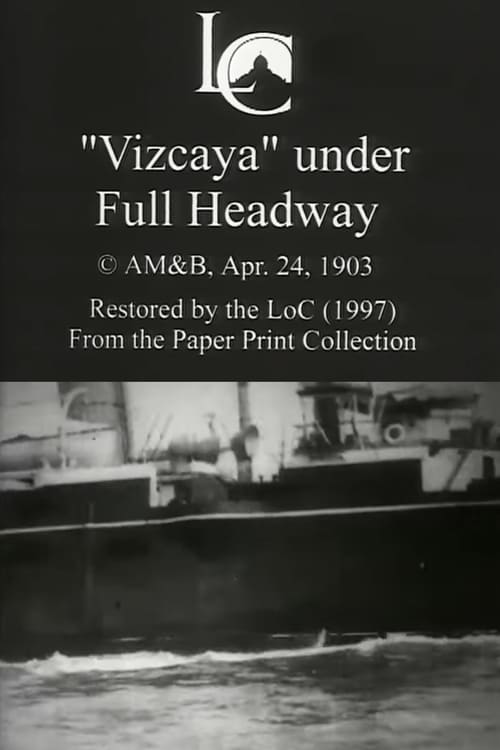 LC
"Vizcaya" under
Full Headway
© AM&B, Apr. 24, 1903
Restored by the LoC (1997)
From the Paper Print Collection